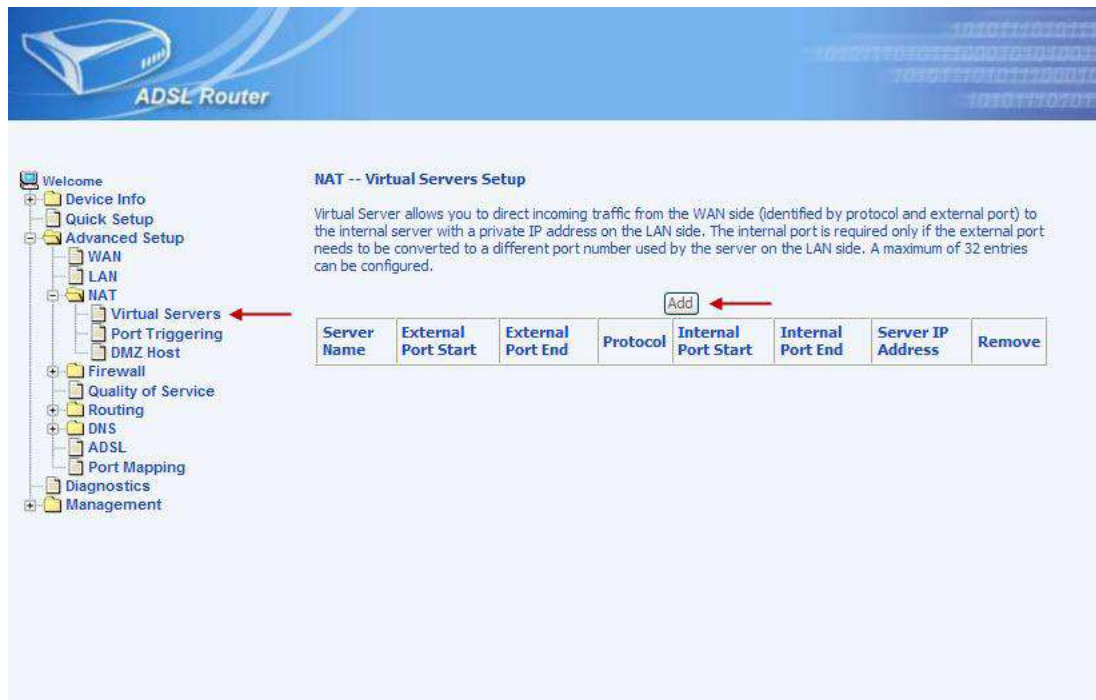 ADSL Router
Welcome
Device Info
Quick Setup
Advanced Setup
WAN
LAN
NAT
Virtual Servers
Port Triggering
DMZ Host
Firewall
Quality of Service
Routing
DNS
ADSL
Port Mapping
Diagnostics
Management
NAT -- Virtual Servers Setup
Virtual Server allows you to direct incoming traffic from the WAN side (identified by protocol and external port) to
the internal server with a private IP address on the LAN side. The internal port is required only if the external port
needs to be converted to a different port number used by the server on the LAN side. A maximum of 32 entries
can be configured.
Add
Server Name External Port Start External Port End Protocol Internal Port Start Internal Port End Server IP Address Remove